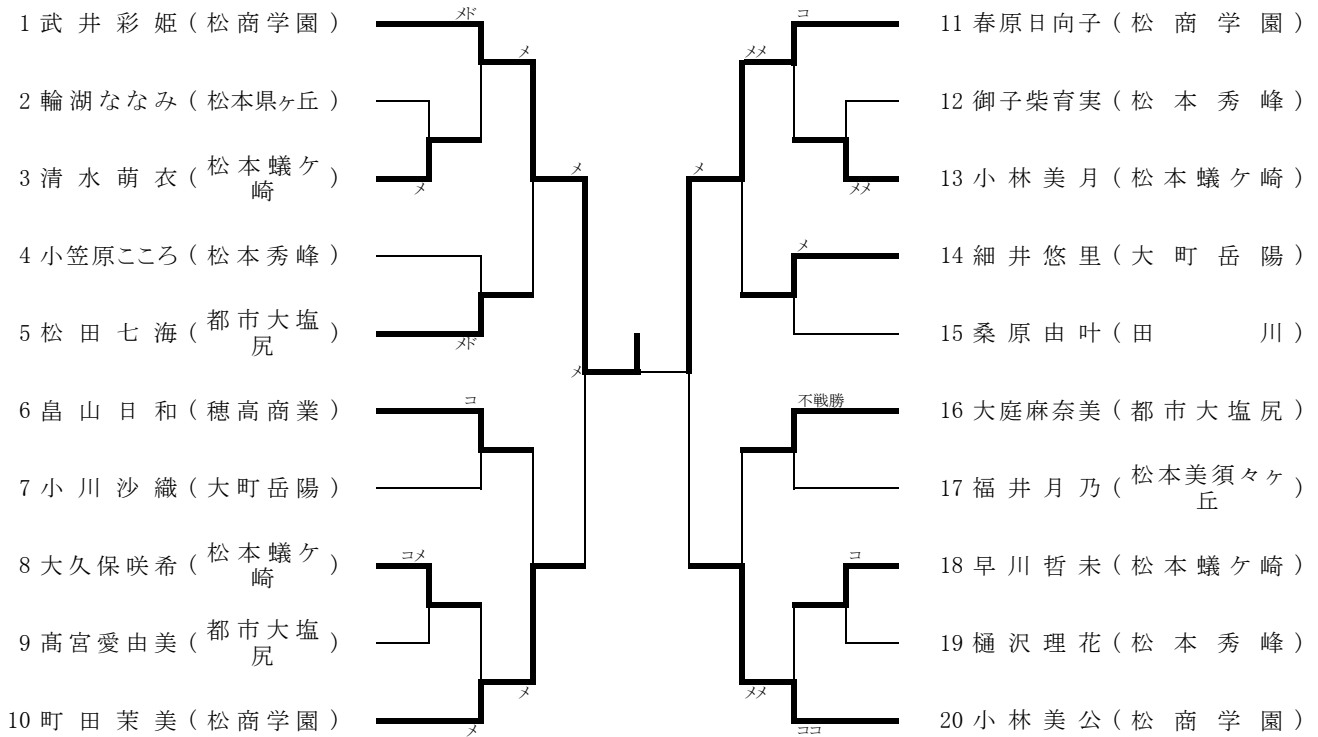 メド
1 武井彩姫(松商学園)
メ
2 輪湖ななみ(松本県ヶ丘)
3 清水萌衣(松本蟻ケ崎)
メ
メ
4 小笠原こころ(松本秀峰)
5 松田七海(都市大塩尻)
メド
メ
6 畠山日和(穂高商業)
コ
7 小川沙織(大町岳陽)
8 大久保咲希(松本蟻ケ崎)
コメ
9 髙宮愛由美(都市大塩尻)
メ
10 町田茉美(松商学園)
メ
コ
11 春原日向子(松商学園)
メメ
12 御子柴育実(松本秀峰)
メ
13 小林美月(松本蟻ケ崎)
メメ
メ
14 細井悠里(大町岳陽)
15 桑原由叶(田川)
不戦勝
16 大庭麻奈美(都市大塩尻)
17 福井月乃(松本美須々ヶ丘)
コ
18 早川哲未(松本蟻ケ崎)
19 樋沢理花(松本秀峰)
メメ
20 小林美公(松商学園)
ココ